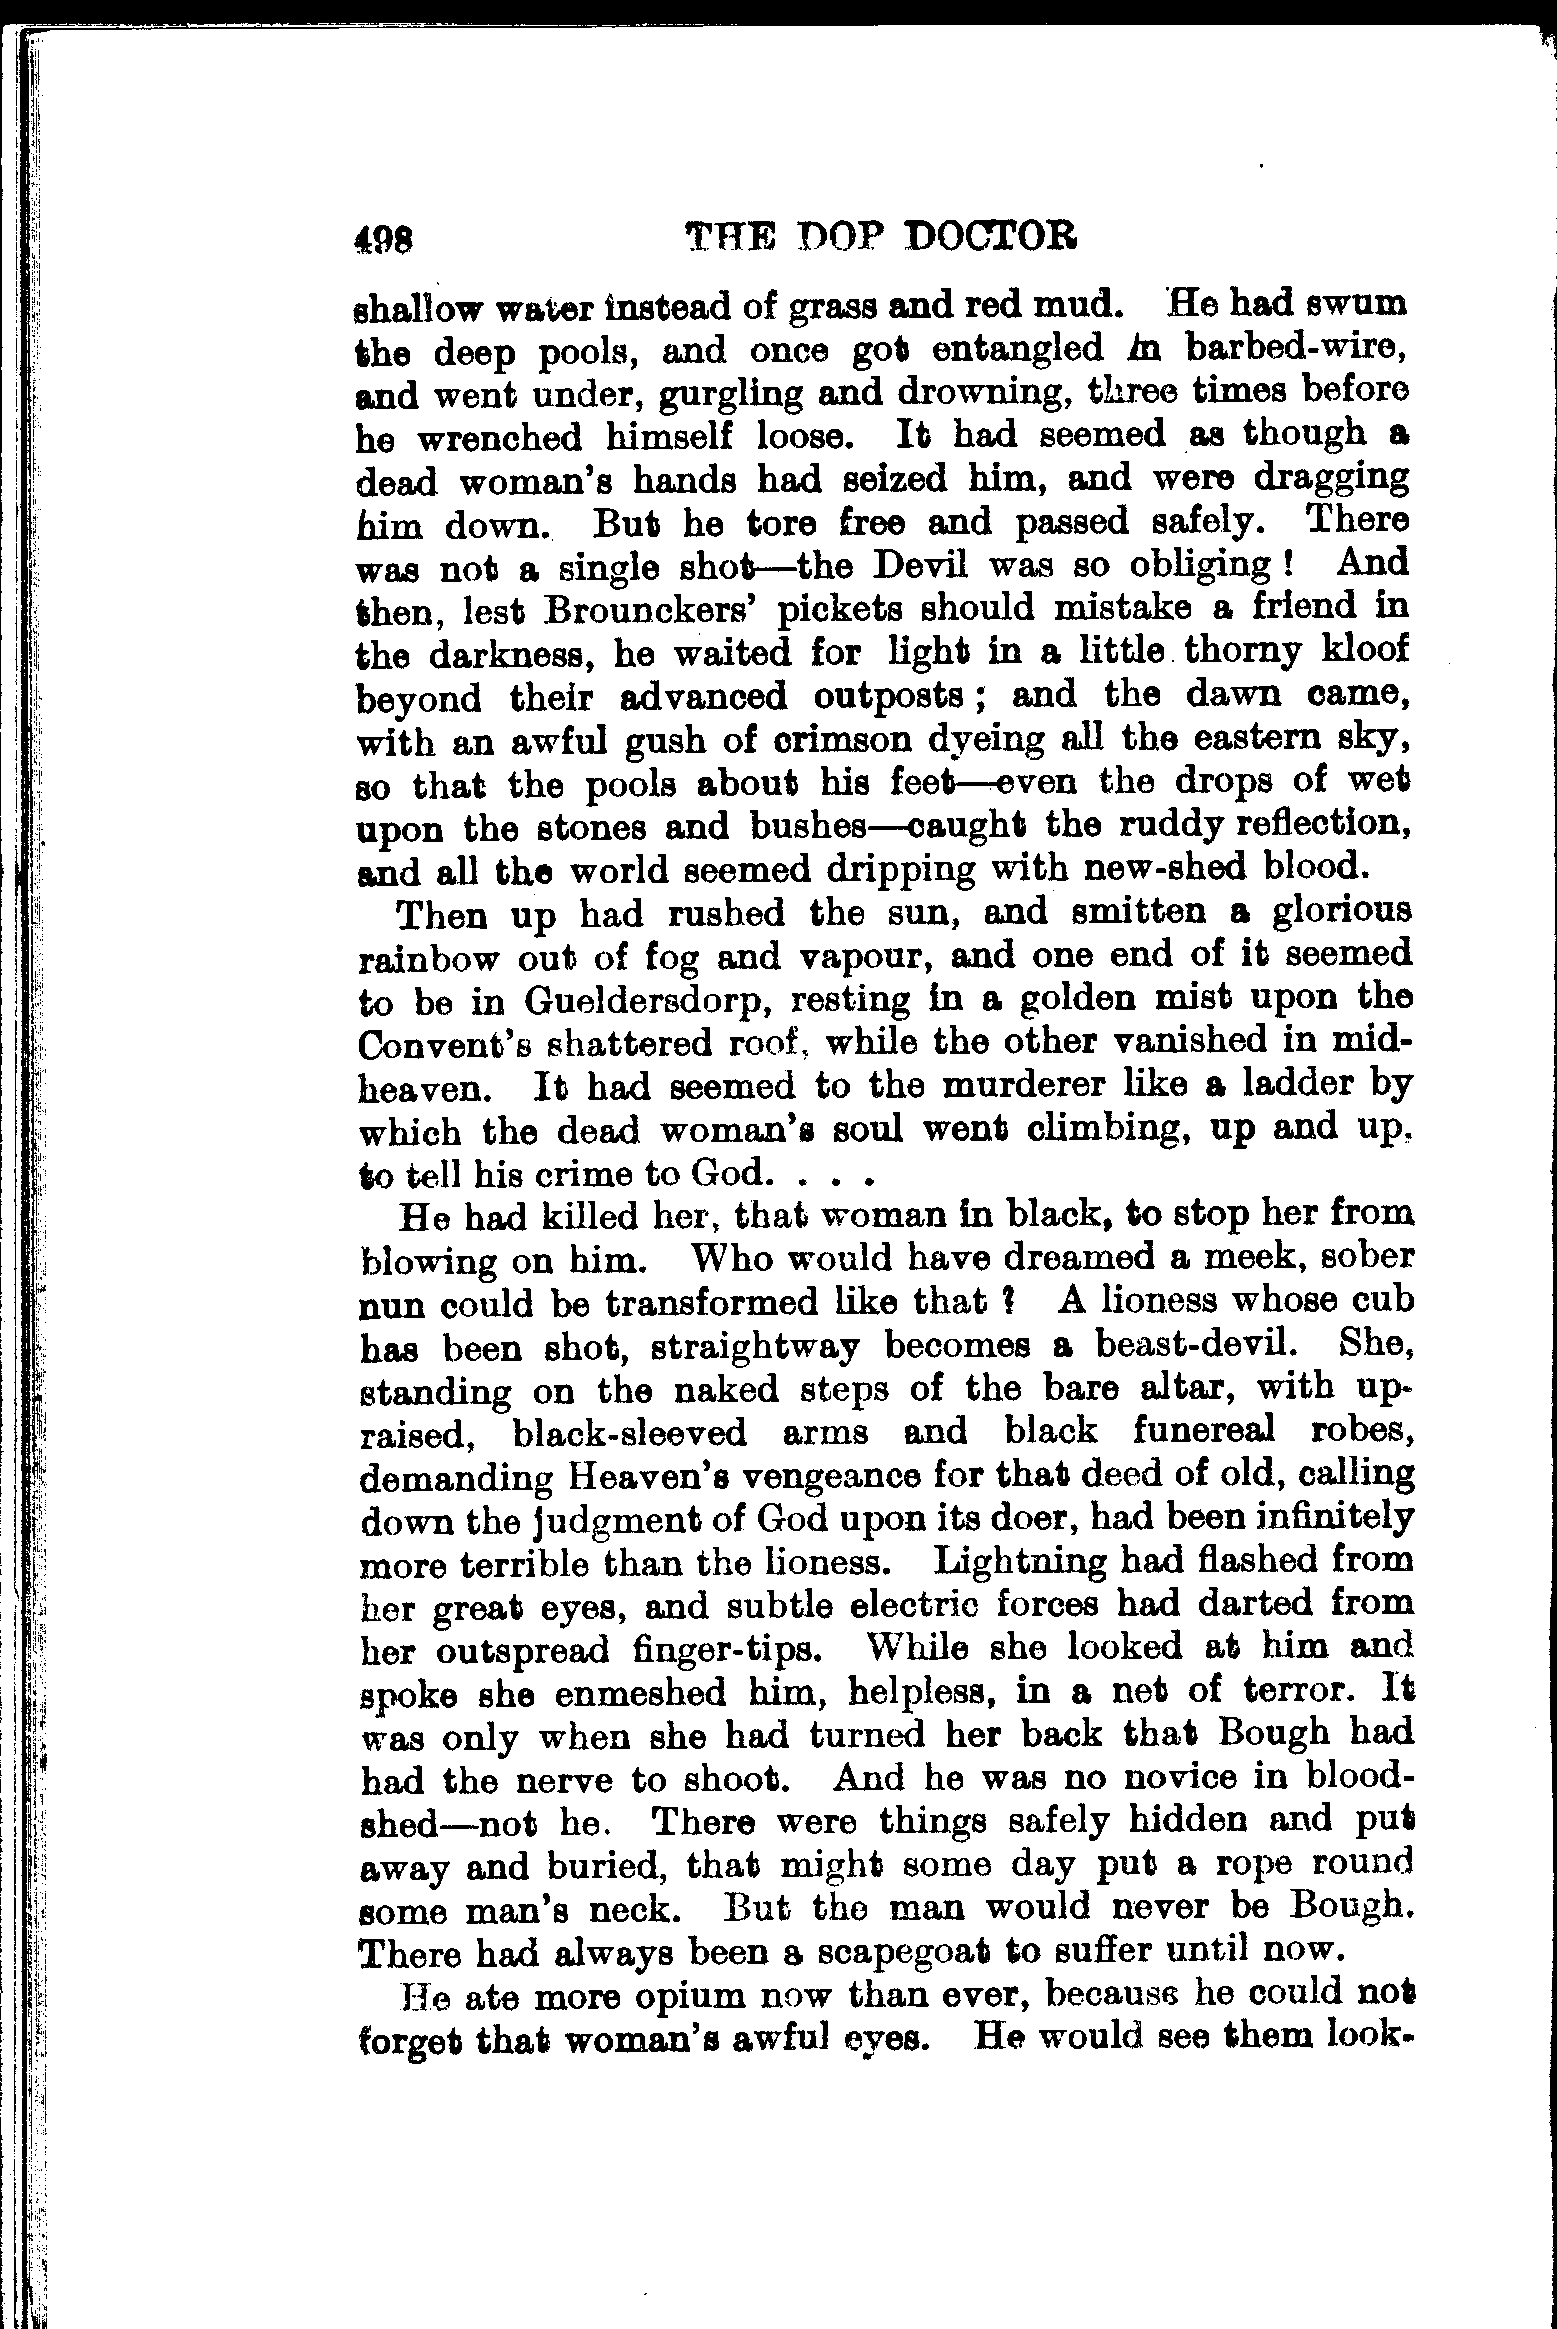 498 THE DOP DOCTOR
shallow water instead of grass and red mud. He had swum
the deep pools, and once got entangled in barbed-wire,
and went under, gurgling and drowning, three times before
he wrenched himself loose. It had seemed as though a
dead woman's hands had seized him, and were dragging
him down. But he tore free and passed safely. There
was not a single shot—the Devil was so obliging! And
then, lest Brounckers' pickets should mistake a friend in
the darkness, he waited for light in a little thorny kloof
beyond their advanced outposts; and the dawn came,
with an awful gush of crimson dyeing all the eastern sky,
so that the pools about his feet—even the drops of wet
upon the stones and bushes—caught the ruddy reflection,
and all the world seemed dripping with new-shed blood.
Then up had rushed the sun, and smitten a glorious
rainbow out of fog and vapour, and one end of it seemed
to be in Gueldersdorp, resting in a golden mist upon the
Convent's shattered roof, while the other vanished in mid-
heaven. It had seemed to the murderer like a ladder by
which the dead woman's soul went climbing, up and up,
to tell his crime to God. . . .
He had killed her, that woman in black, to stop her from
blowing on him. Who would have dreamed a meek, sober
nun could be transformed like that? A lioness whose cub
has been shot, straightway becomes a beast-devil. She,
standing on the naked steps of the bare altar, with up-
raised, black-sleeved arms and black funereal robes,
demanding Heaven's vengeance for that deed of old, calling
down the judgment of God upon its doer, had been infinitely
more terrible than the lioness. Lightning had flashed from
her great eyes, and subtle electric forces had darted from
her outspread finger-tips. While she looked at him and
spoke she enmeshed him, helpless, in a net of terror. It
was only when she had turned her back that Bough had
had the nerve to shoot. And he was no novice in blood-
shed—not he. There were things safely hidden and put
away and buried, that might some day put a rope round
some man's neck. But the man would never be Bough.
There had always been a scapegoat to suffer until now.
He ate more opium now than ever, because he could not
forget that woman's awful eyes. He would see them look-